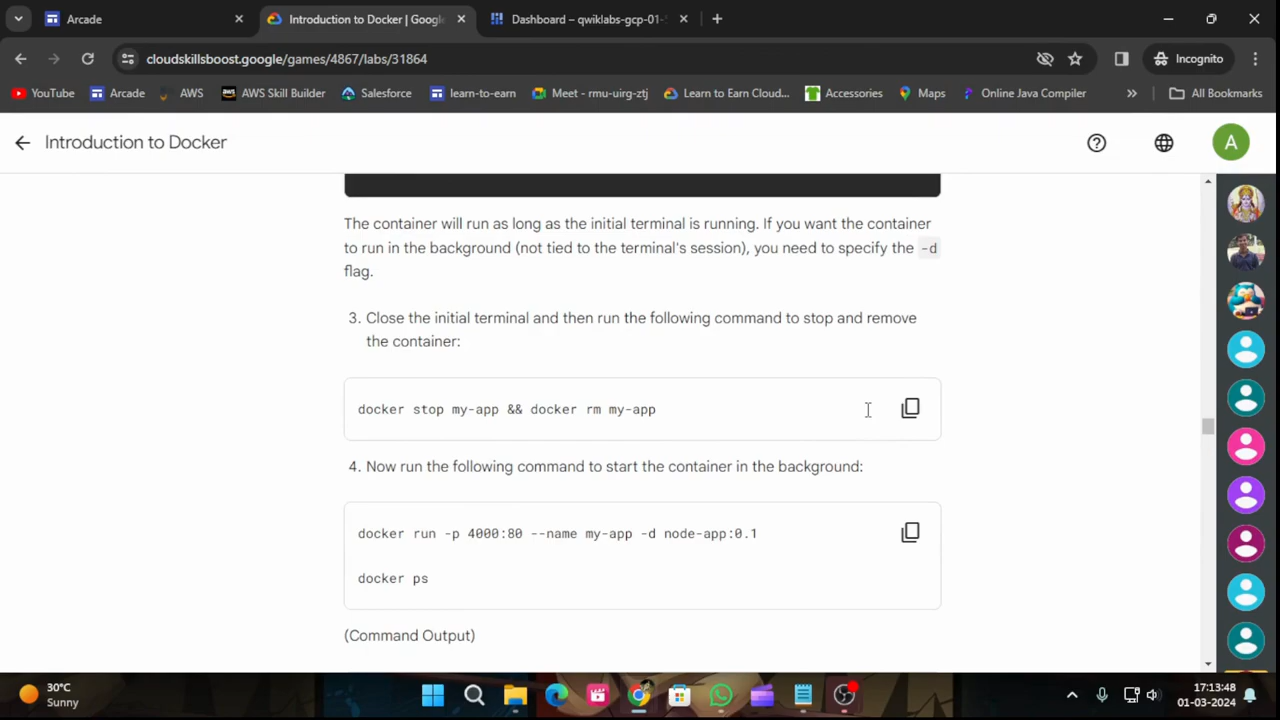 Arcade
Introduction to Docker | Google
Dashboard – qwiklabs-gcp-01-
cloudskillsboost.google/games/4867/labs/31864
Incognito
YouTube
Arcade
AWS
AWS Skill Builder
Salesforce
learn-to-earn
Meet - rmu-uirg-ztj
Learn to Earn Cloud...
Accessories
Maps
Online Java Compiler
All Bookmarks
Introduction to Docker
A
The container will run as long as the initial terminal is running. If you want the container
to run in the background (not tied to the terminal's session), you need to specify the -d
flag.
3. Close the initial terminal and then run the following command to stop and remove
the container:
docker stop my-app && docker rm my-app
4. Now run the following command to start the container in the background:
docker run -p 4000:80 --name my-app -d node-app:0.1
docker ps
(Command Output)
30°C
Sunny
17:13:48
01-03-2024